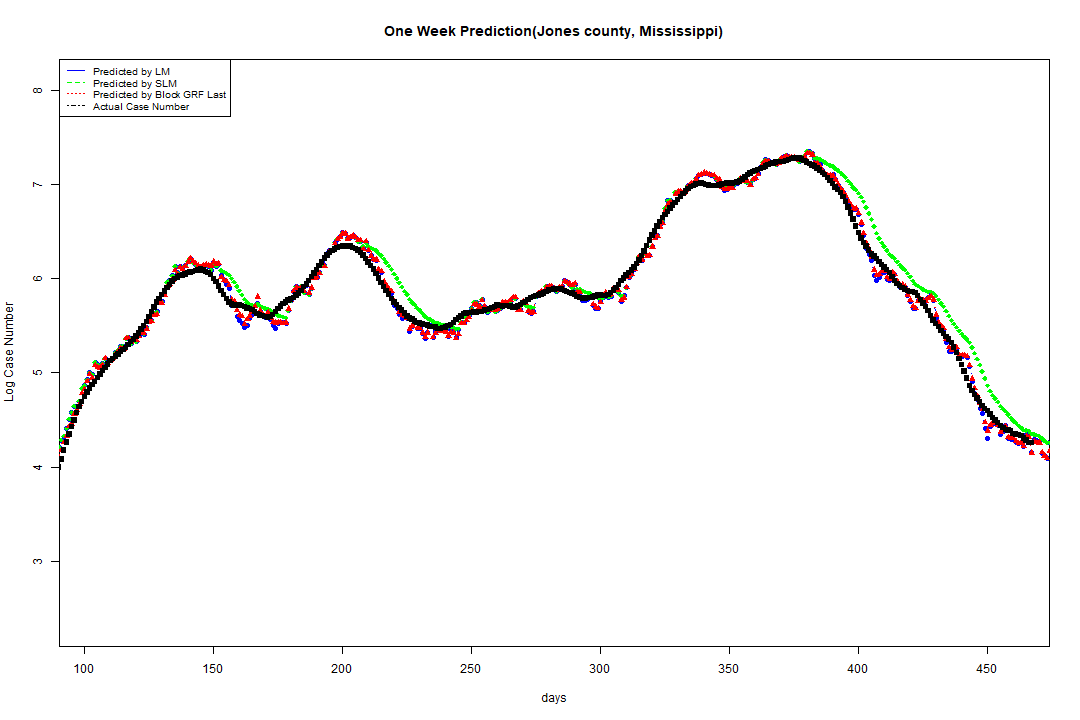 One Week Prediction(Jones county, Mississippi)
Predicted by LM
Predicted by SLM
Predicted by Block GRF Last
Actual Case Number
8
7
6
5
4
3
Log Case Number
100 150 200 250 300 350 400 450
days